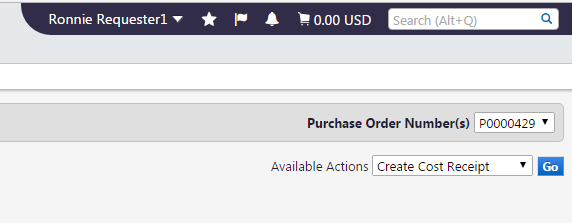 Ronnie Requester1 0.00 USD Search (Alt+Q)
Purchase Order Number(s) P0000429
Available Actions Create Cost Receipt Go